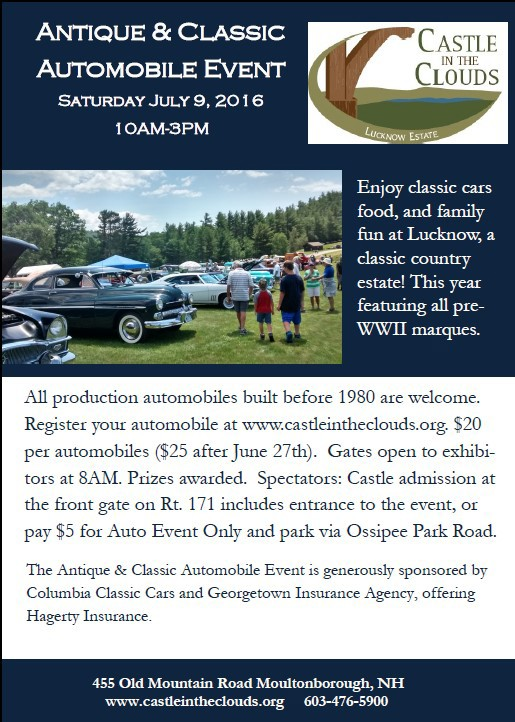 Antique & Classic
Automobile Event
Saturday July 9, 2016
10AM-3PM
Castle
in the
Clouds
Lucknow Estate
Enjoy classic cars
food, and family
fun at Lucknow, a
classic country
estate! This year
featuring all pre-
WWII marques.
All production automobiles built before 1980 are welcome.
Register your automobile at www.castleintheclouds.org. $20
per automobiles ($25 after June 27th). Gates open to exhibi-
tors at 8AM. Prizes awarded. Spectators: Castle admission at
the front gate on Rt. 171 includes entrance to the event, or
pay $5 for Auto Event Only and park via Ossipee Park Road.
The Antique & Classic Automobile Event is generously sponsored by
Columbia Classic Cars and Georgetown Insurance Agency, offering
Hagerty Insurance.
455 Old Mountain Road Moultonborough, NH
www.castleintheclouds.org 603-476-5900